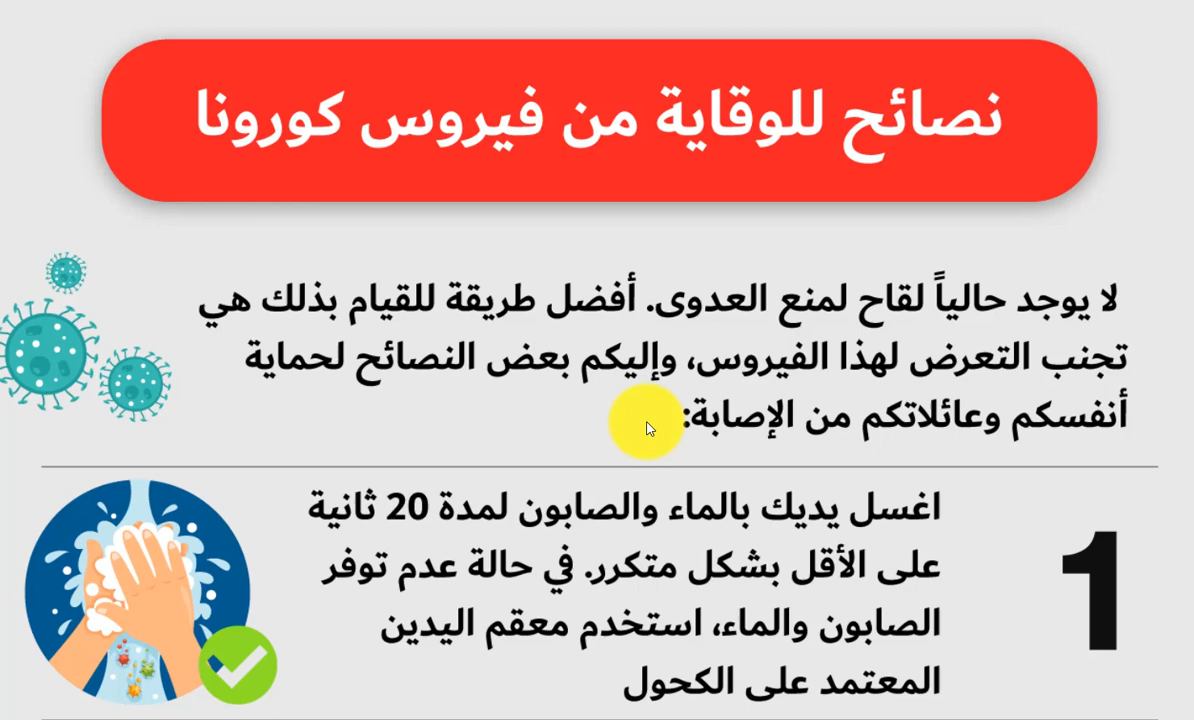 نصائح للوقاية من فيروس كورونا
لا يوجد حالياً لقاح لمنع العدوى. أفضل طريقة للقيام بذلك هي
تجنب التعرض لهذا الفيروس، وإليكم بعض النصائح لحماية
أنفسكم وعائلاتكم من الإصابة:
1
اغسل يديك بالماء والصابون لمدة 20 ثانية
على الأقل بشكل متكرر. في حالة عدم توفر
الصابون والماء، استخدم معقم اليدين
المعتمد على الكحول